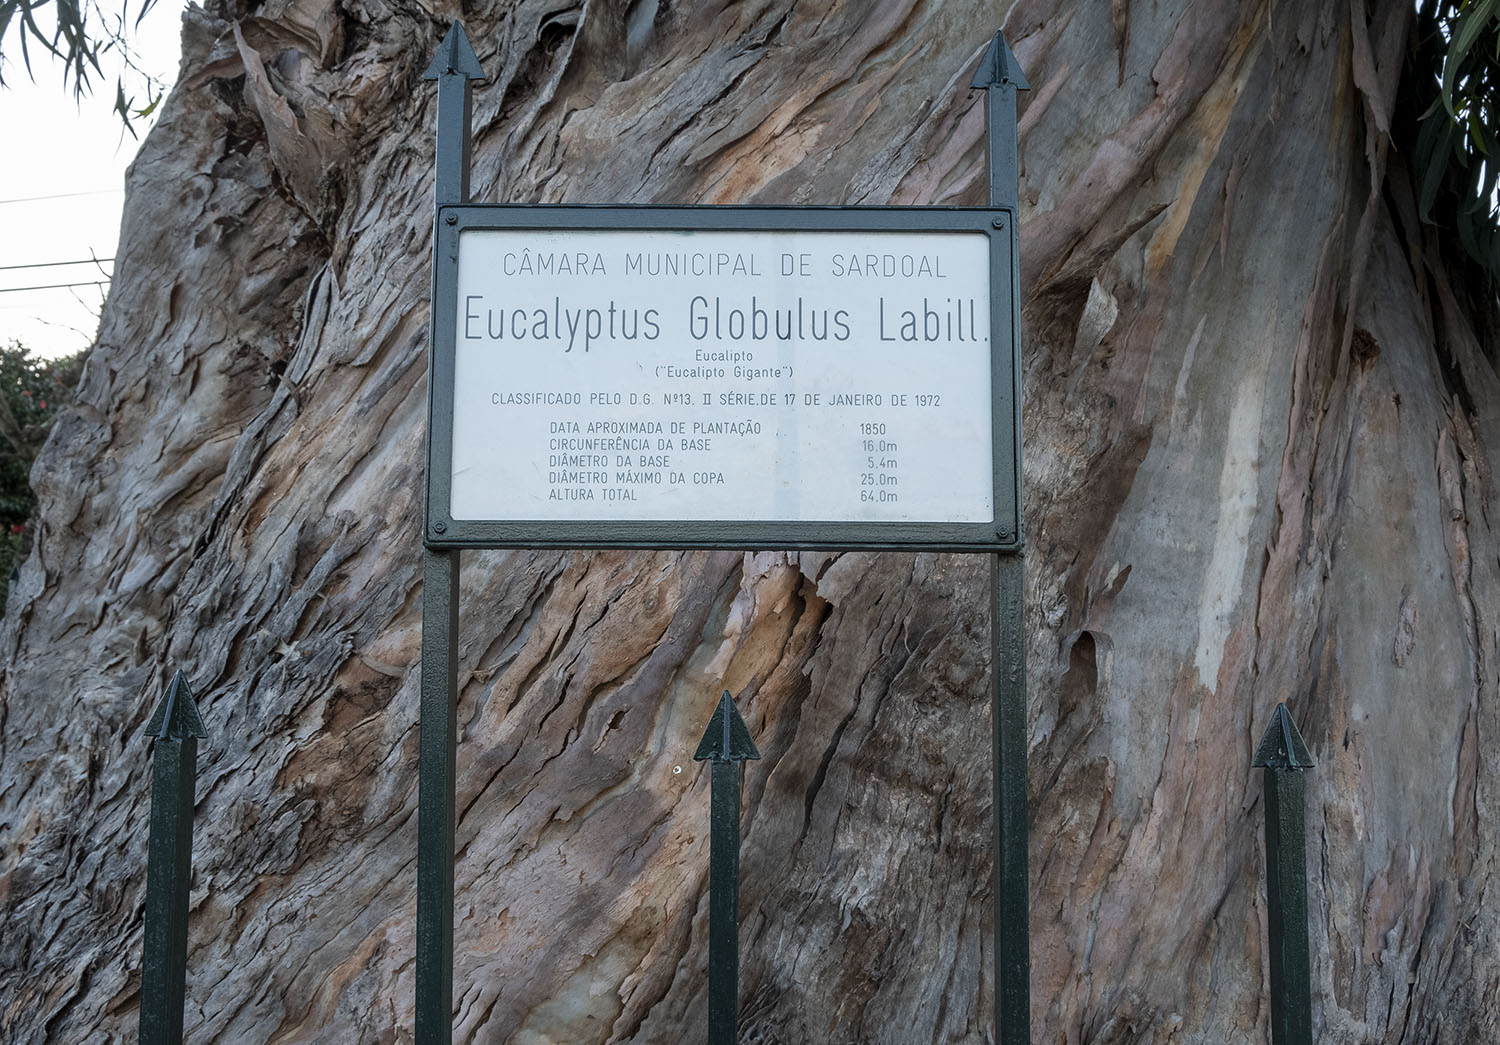 CÂMARA MUNICIPAL DE SARDOAL
Eucalyptus Globulus Labill.
Eucalipto
("Eucalipto Gigante")
CLASSIFICADO PELO D.G. Nº13, II SÉRIE,DE 17 DE JANEIRO DE 1972
DATA APROXIMADA DE PLANTAÇÃO 1850
CIRCUNFERÊNCIA DA BASE 16.0m
DIÂMETRO DA BASE 5.4m
DIÂMETRO MÁXIMO DA COPA 25.0m
ALTURA TOTAL 64.0m